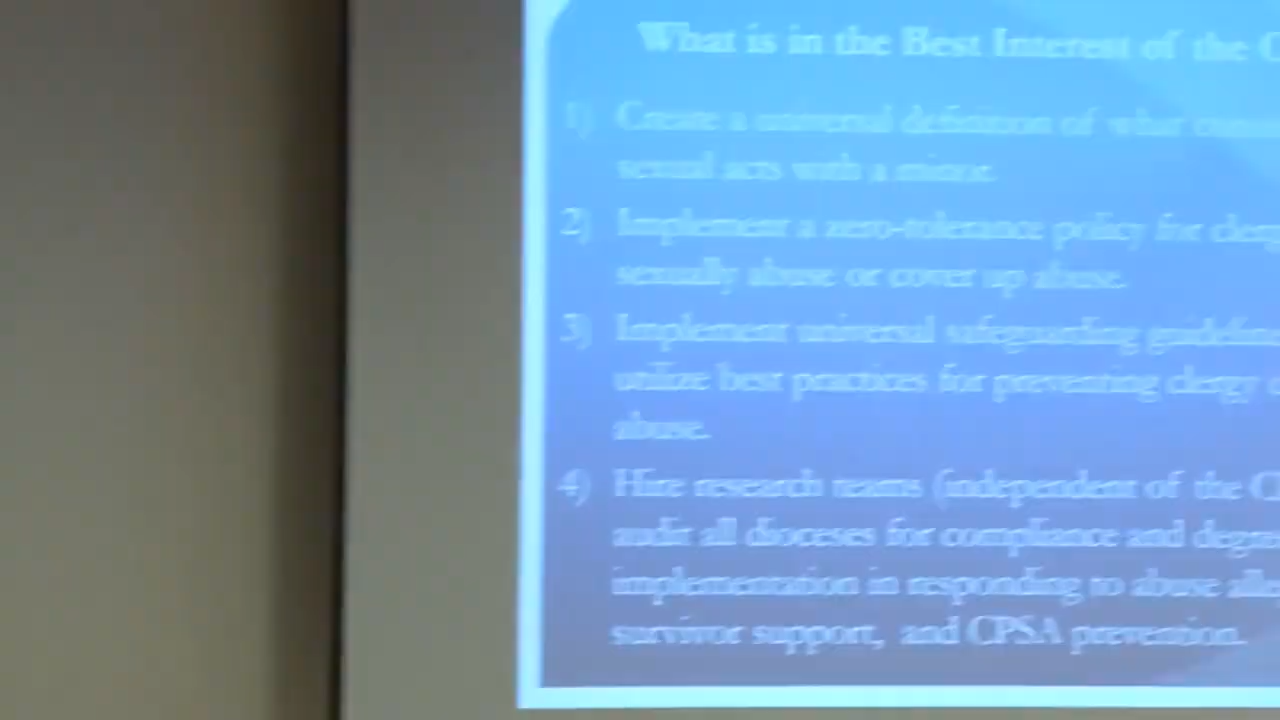 What is in the Best Interest of the
1) Create a universal definition of what
sexual acts with a minor.
2) Implement a zero-tolerance policy for
sexually abuse or cover up abuse.
3) Implement universal safeguarding
utilize best practices for preventing clergy
abuse.
4) Hire research teams (independent of the
audit all dioceses for compliance and
implementation in responding to abuse
survivor support, and CPSA prevention.